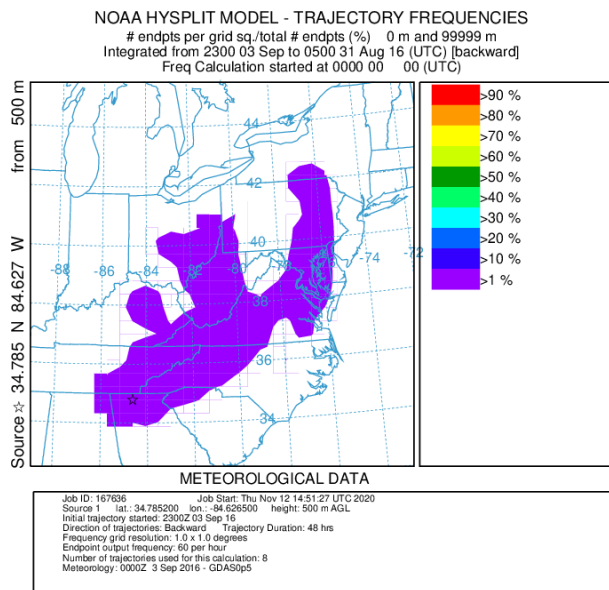 NOAA HYSPLIT MODEL - TRAJECTORY FREQUENCIES
# endpts per grid sq./total # endpts (%) 0 m and 99999 m
Integrated from 2300 03 Sep to 0500 31 Aug 16 (UTC) [backward]
Freq Calculation started at 0000 00 00 (UTC)
Source ☆ 34.785 N 84.627 W from 500 m
44
42
40
-88 -86 -84 -82 -80 -78 -74 -72
38
36
34
>90 %
>80 %
>70 %
>60 %
>50 %
>40 %
>30 %
>20 %
>10 %
>1 %
METEOROLOGICAL DATA
Job ID: 167636 Job Start: Thu Nov 12 14:51:27 UTC 2020
Source 1 lat.: 34.785200 lon.: -84.626500 height: 500 m AGL
Initial trajectory started: 2300Z 03 Sep 16
Direction of trajectories: Backward Trajectory Duration: 48 hrs
Frequency grid resolution: 1.0 x 1.0 degrees
Endpoint output frequency: 60 per hour
Number of trajectories used for this calculation: 8
Meteorology: 0000Z 3 Sep 2016 - GDAS0p5